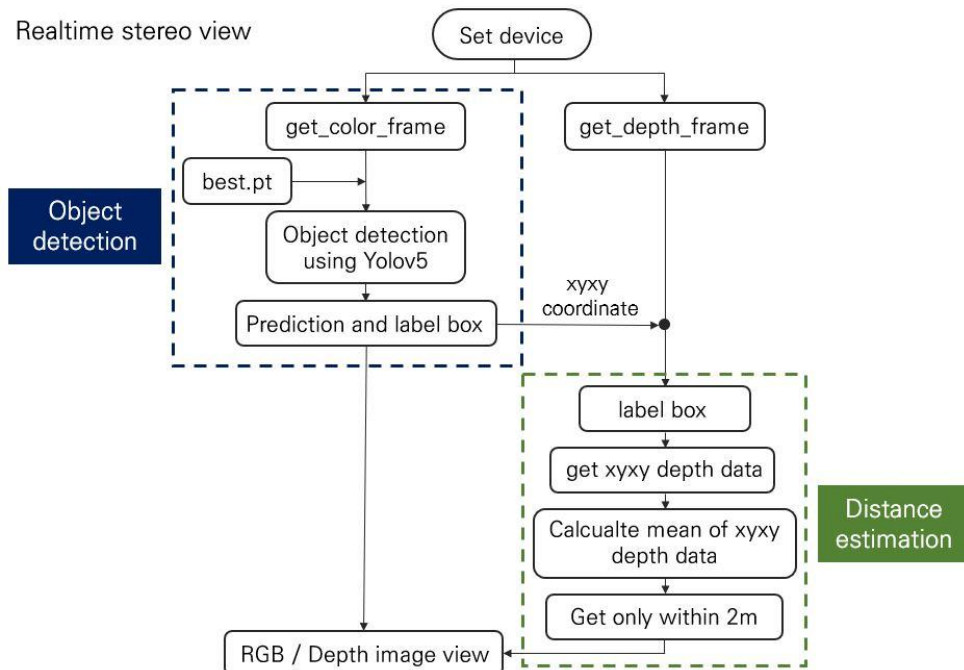 Realtime stereo view
Set device
get_color_frame
get_depth_frame
best.pt
Object
detection
Object detection
using Yolov5
xyxy
coordinate
Prediction and label box
label box
get xyxy depth data
Calcualte mean of xyxy
depth data
Distance
estimation
Get only within 2m
RGB / Depth image view